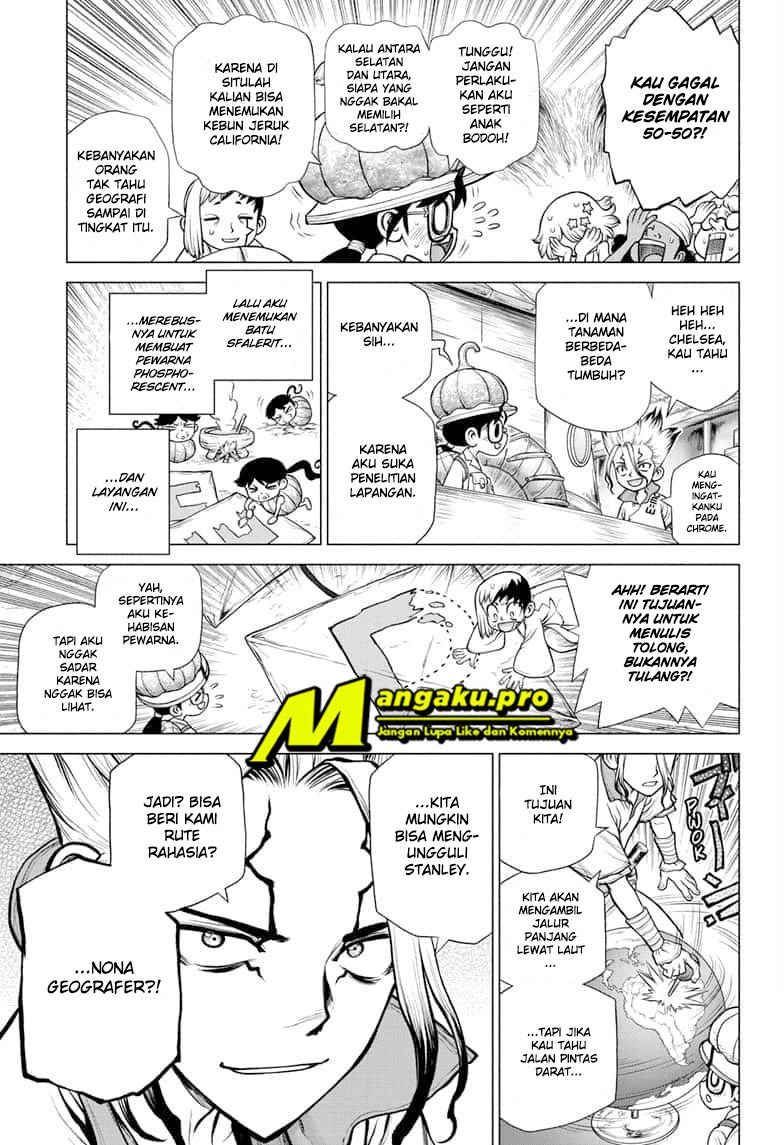 KAU GAGAL
DENGAN
KESEMPATAN
50-50?!
TUNGGU!
JANGAN
PERLAKU-
KAN AKU
SEPERTI
ANAK
BODOH!
KALAU ANTARA
SELATAN
DAN UTARA,
SIAPA YANG
NGGAK BAKAL
MEMILIH
SELATAN?!
KARENA DI
SITULAH
KALIAN BISA
MENEMUKAN
KEBUN JERUK
CALIFORNIA!
KEBANYAKAN
ORANG
TAK TAHU
GEOGRAFI
SAMPAI DI
TINGKAT ITU.
HEH HEH
HEH...
CHELSEA,
KAU TAHU
...
...DI MANA
TANAMAN
BERBEDA-
BEDA
TUMBUH?
KAU
MENG-
INGAT-
KANKU
PADA
CHROME.
KEBANYAKAN
SIH...
KARENA
AKU SUKA
PENELITIAN
LAPANGAN.
LALU AKU
MENEMUKAN
BATU
SFALERIT...
...MEREBUS-
NYA UNTUK
MEMBUAT
PEWARNA
PHOSPHO-
RESCENT...
...DAN
LAYANGAN
INI...
AHH! BERARTI
INI TUJUAN-
NYA UNTUK
MENULIS
TOLONG,
BUKANNYA
TULANG?!
YAH,
SEPERTINYA
AKU KE-
HABISAN
PEWARNA.
TAPI AKU
NGGAK
SADAR
KARENA
NGGAK BISA
LIHAT.
Mangaku.pro
Jangan Lupa Like dan Komennya
INI
TUJUAN
KITA!
PWOK
KITA AKAN
MENGAMBIL
JALUR
PANJANG
LEWAT LAUT
...
...TAPI JIKA
KAU TAHU
JALAN PINTAS
DARAT...
...KITA
MUNGKIN
BISA MENG-
UNGGULI
STANLEY.
JADI? BISA
BERI KAMI
RUTE
RAHASIA?
...NONA
GEOGRAFER?!